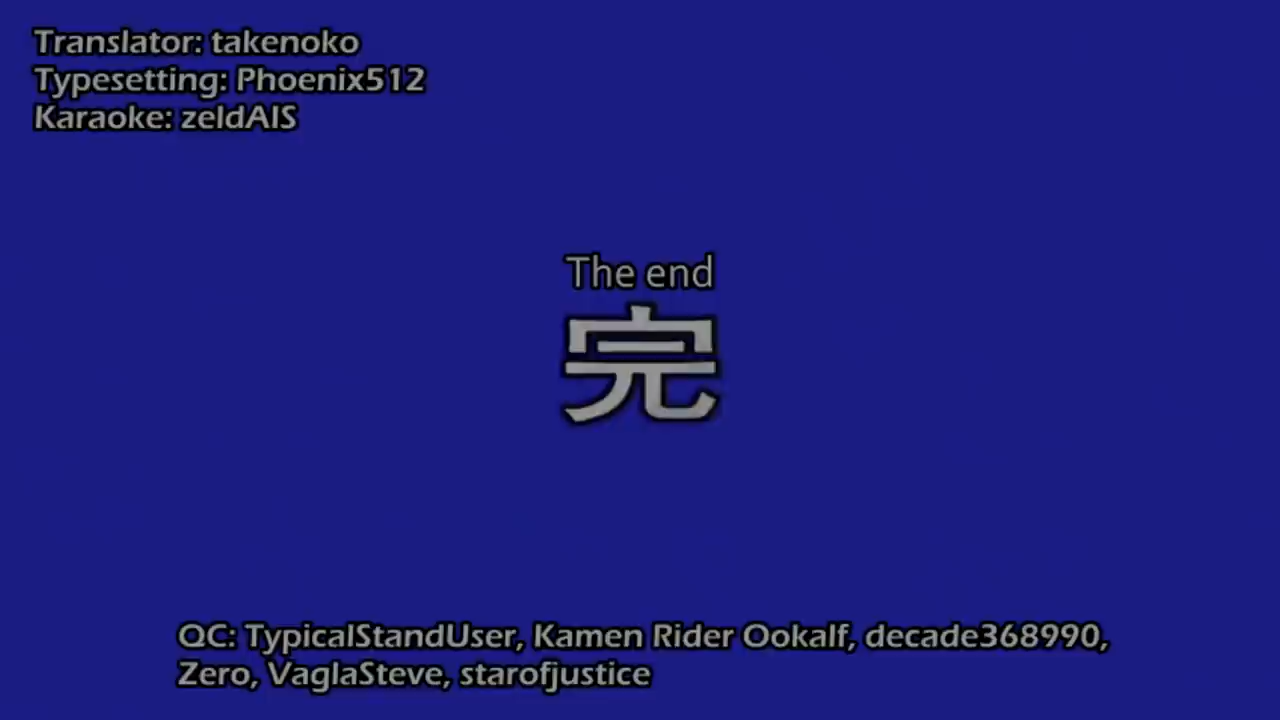 Translator: takenoko
Typesetting: Phoenix512
Karaoke: zeldAIS
The end
完
QC: TypicalStandUser, Kamen Rider Ookalf, decade368990,
Zero, VaglaSteve, starofjustice